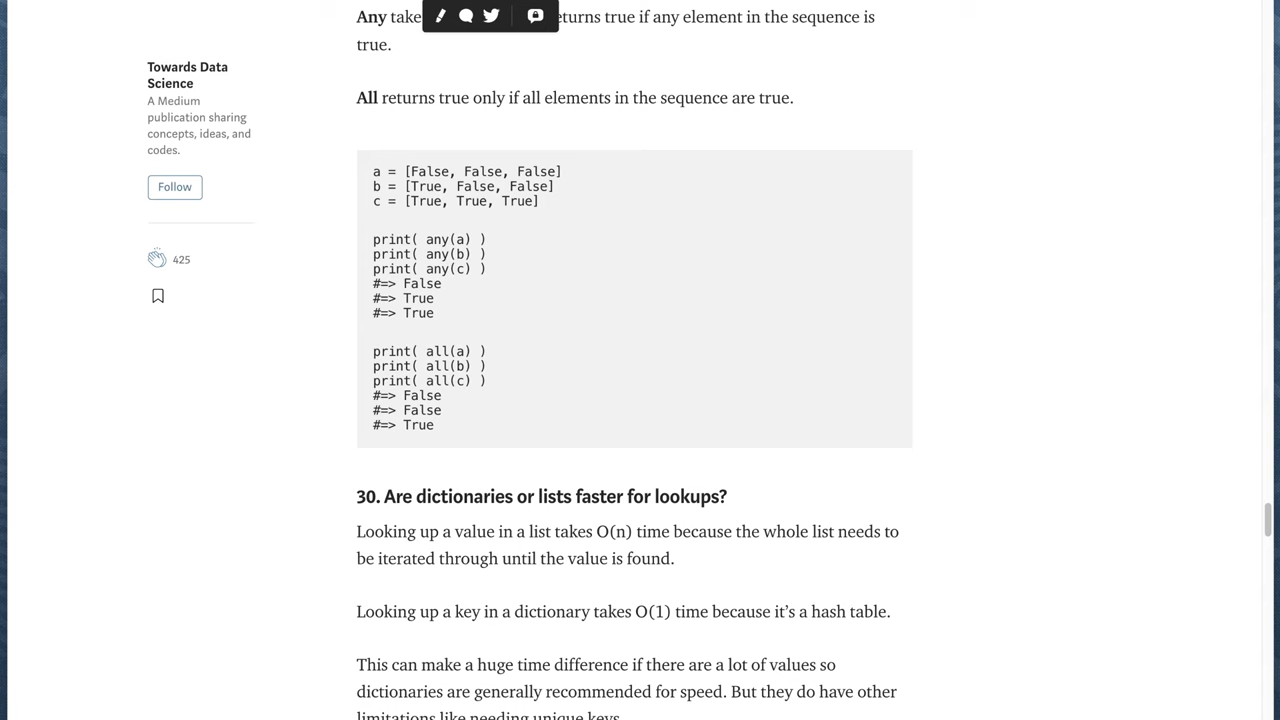 Any take
eturns true if any element in the sequence is
true.
Towards Data
Science
A Medium
publication sharing
concepts, ideas, and
codes.
Follow
425
All returns true only if all elements in the sequence are true.
a = [False, False, False]
b = [True, False, False]
c = [True, True, True]
print( any(a) )
print( any(b) )
print( any(c) )
#=> False
#=> True
#=> True
print( all(a) )
print( all(b) )
print( all(c) )
#=> False
#=> False
#=> True
30. Are dictionaries or lists faster for lookups?
Looking up a value in a list takes O(n) time because the whole list needs to
be iterated through until the value is found.
Looking up a key in a dictionary takes O(1) time because it’s a hash table.
This can make a huge time difference if there are a lot of values so
dictionaries are generally recommended for speed. But they do have other
limitations like needing unique keys.